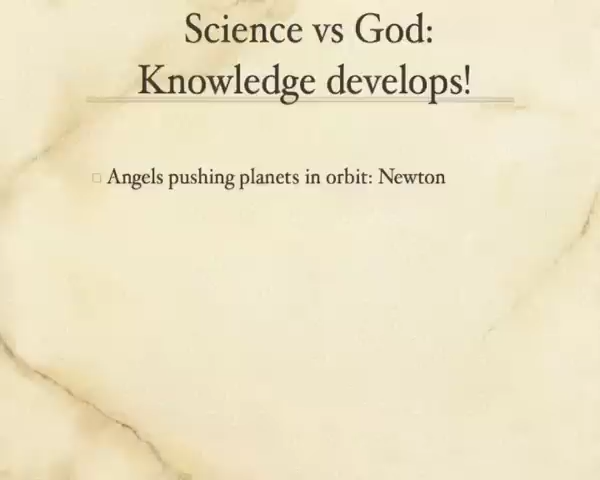 Science vs God:
Knowledge develops!
Angels pushing planets in orbit: Newton